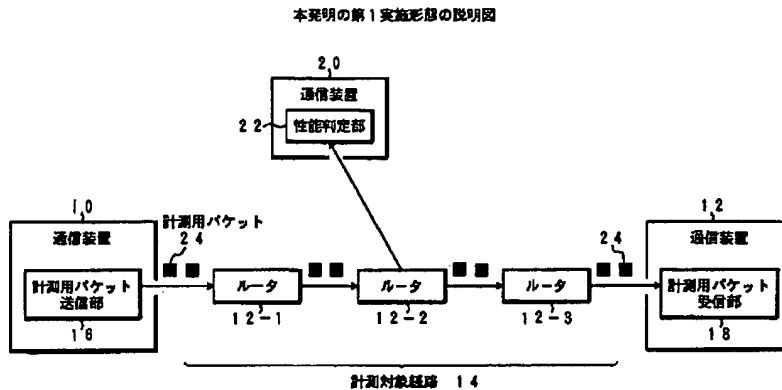 本発明の第1実施形態の説明図
20
通信装置
22
性能判定部
10
通信装置
計測用パケット
送信部
16
計測用パケット
24
ルータ
12-1
ルータ
12-2
ルータ
12-3
24
12
通信装置
計測用パケット
受信部
18
計測対象経路 14